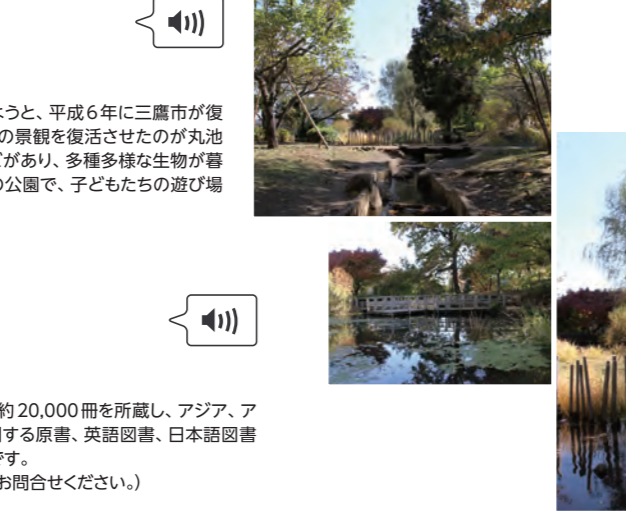 ようと、平成6年に三鷹市が復
の景観を復活させたのが丸池
があり、多種多様な生物が暮
の公園で、子どもたちの遊び場
約20,000冊を所蔵し、アジア、ア
する原書、英語図書、日本語図書
です。
お問合せください。）